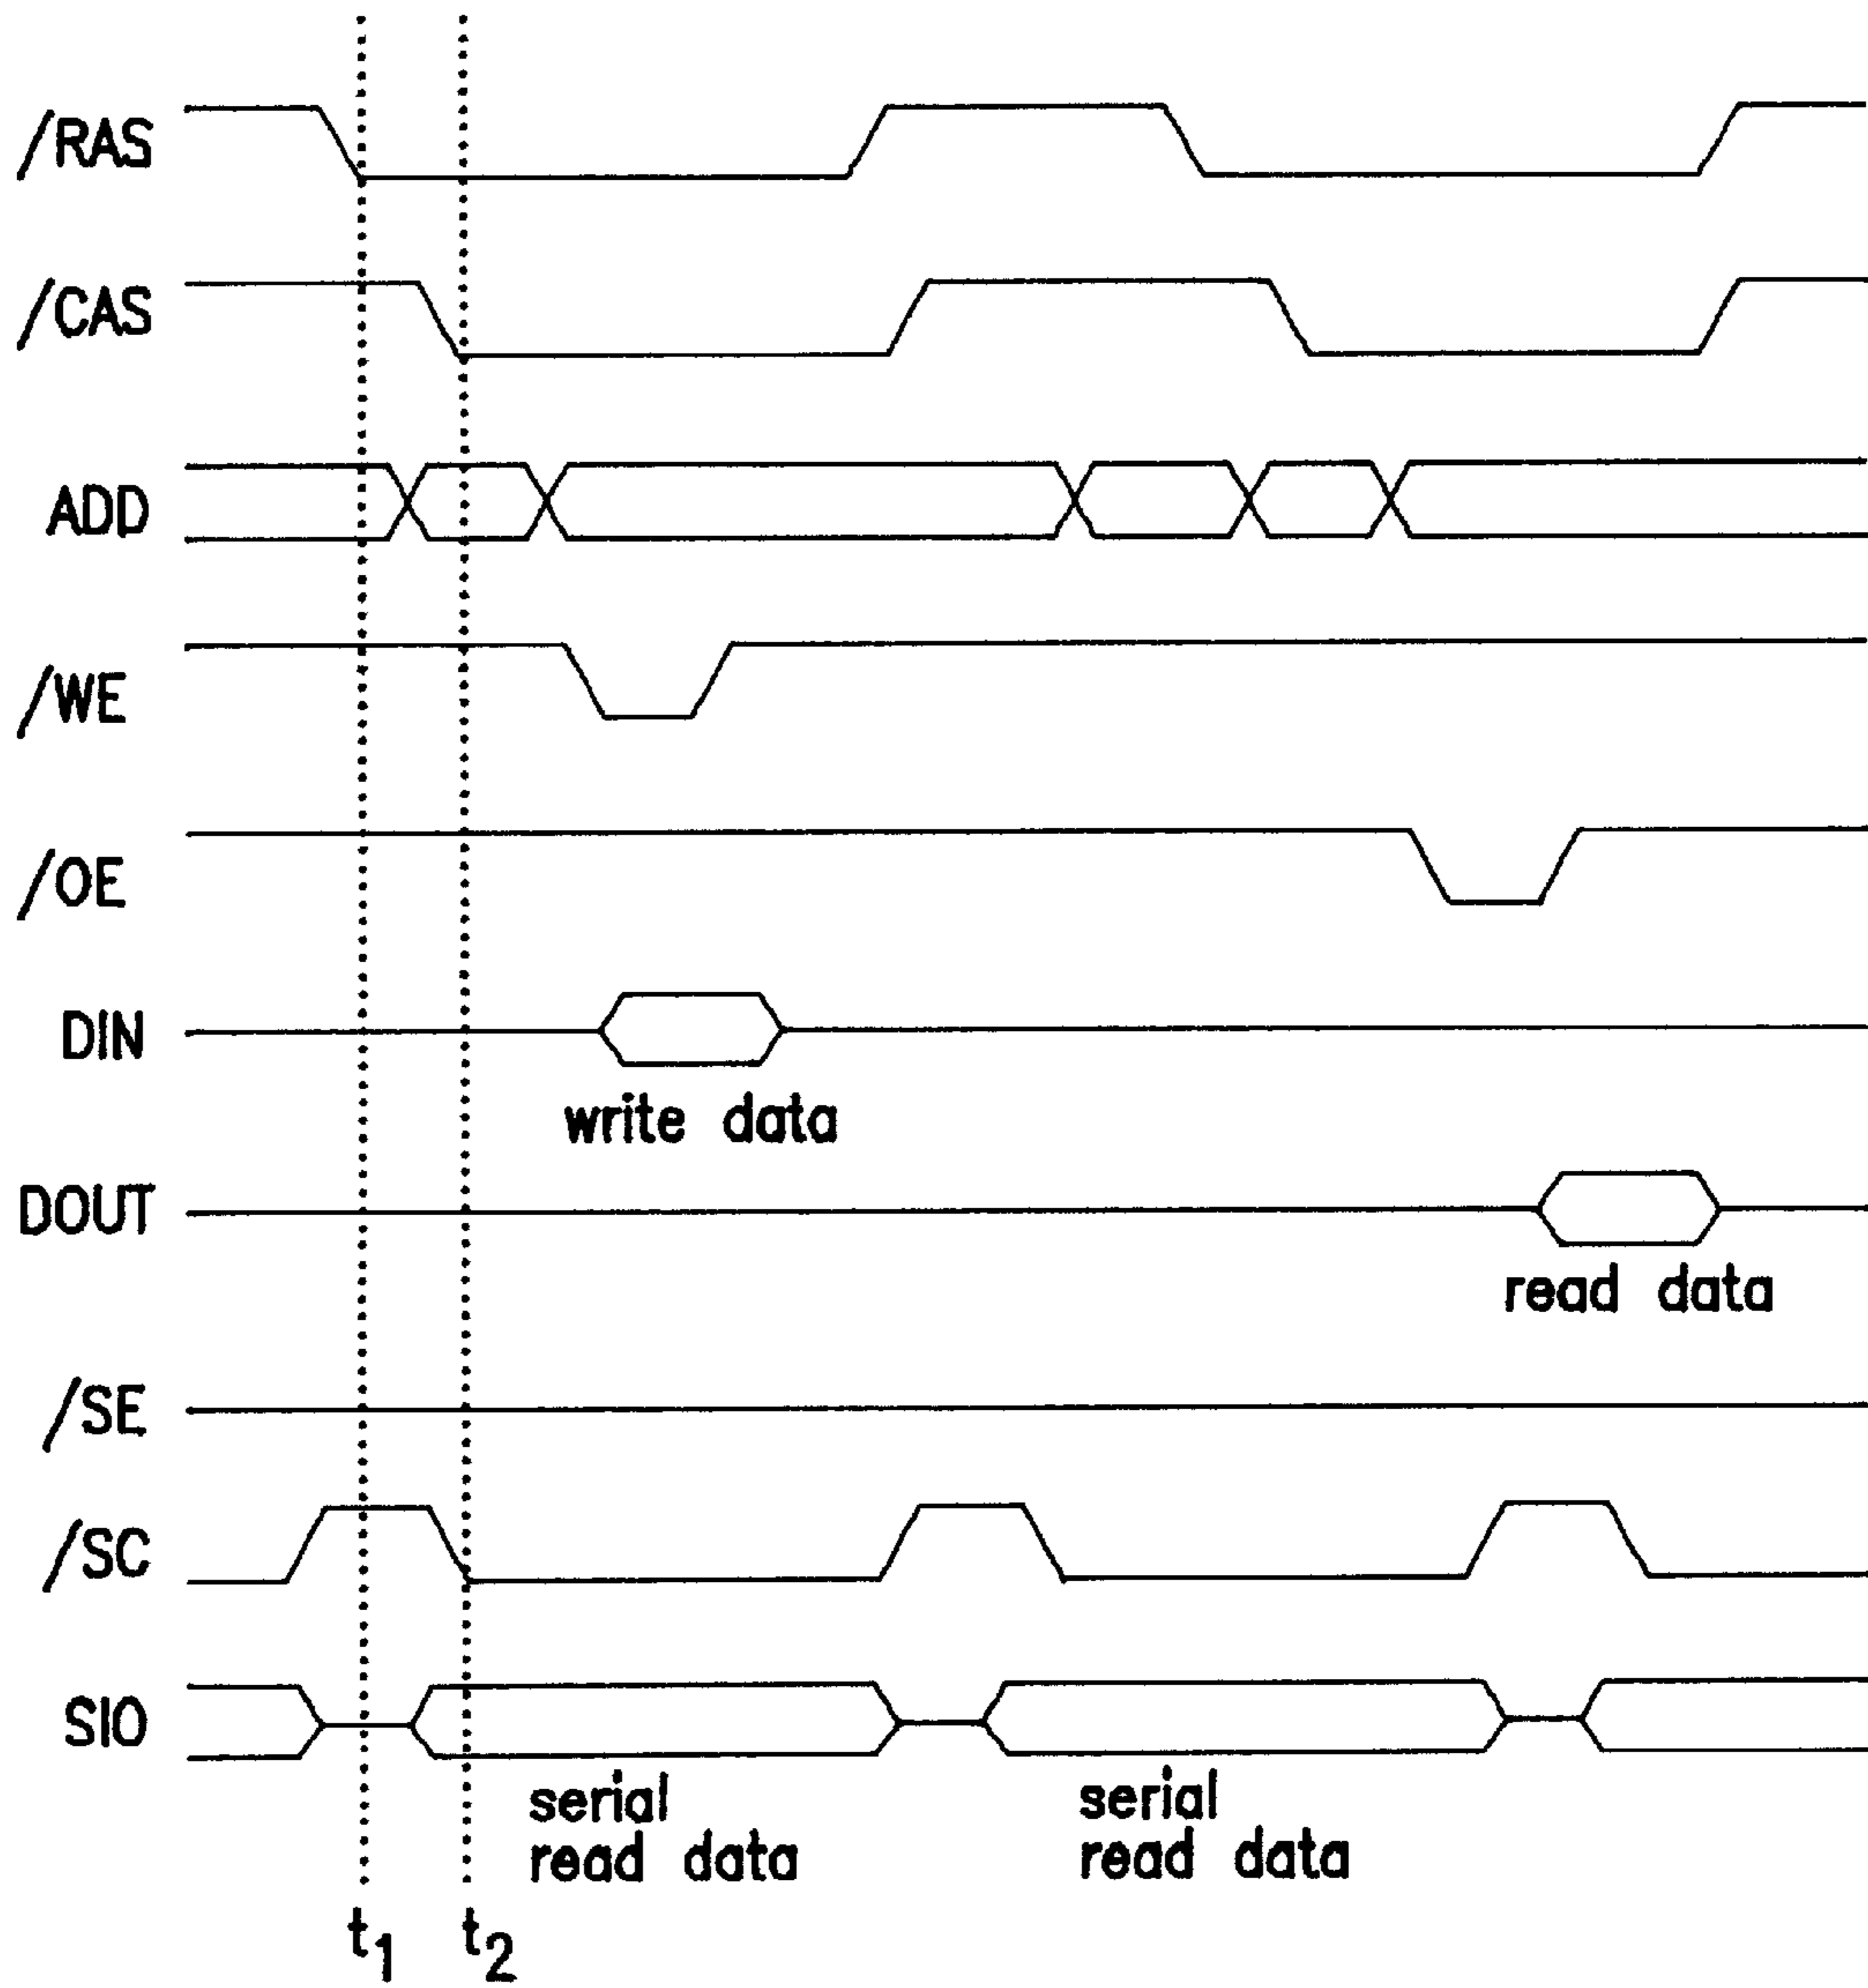 /RAS
/CAS
ADD
/WE
/OE
DIN
write data
DOUT
read data
/SE
/SC
SIO
serial
read data
serial
read data
t1 t2